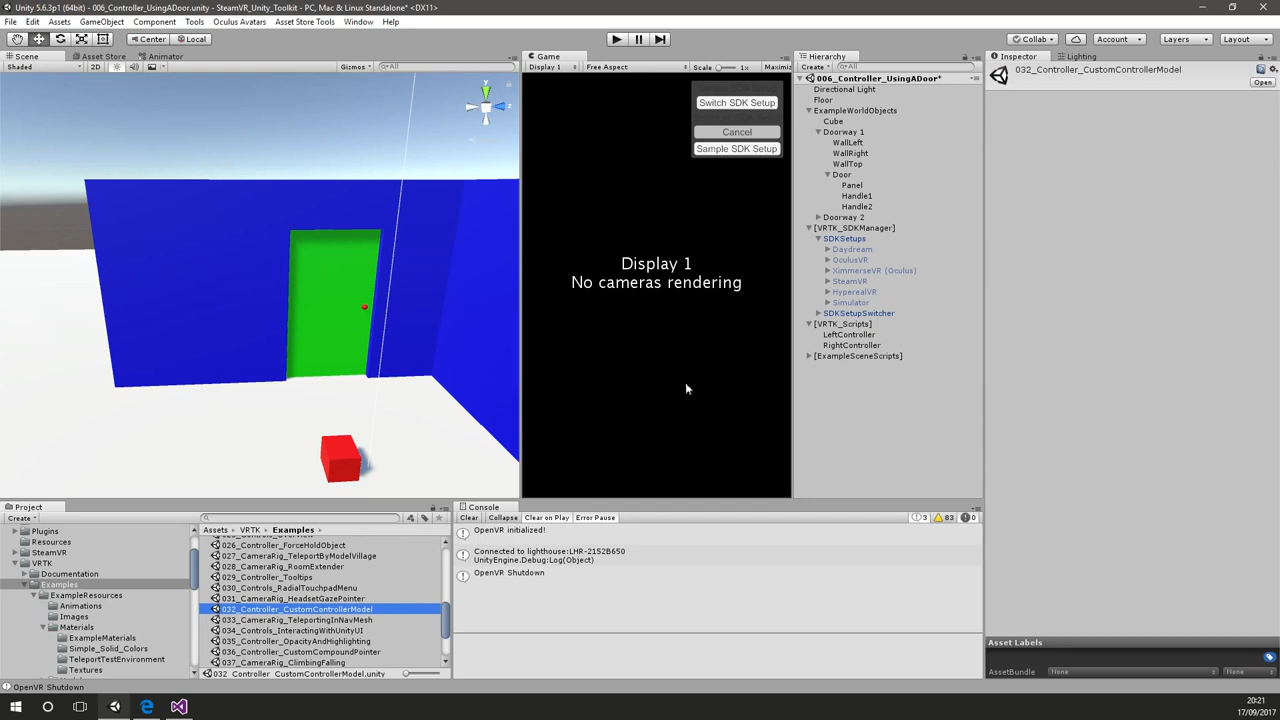 Unity 5.6.3p1 (64bit) - 006_Controller_UsingADoor.unity - SteamVR_Unity_Toolkit - PC, Mac & Linux Standalone* <DX11>
File Edit Assets GameObject Component Tools Oculus Avatars Asset Store Tools Window Help
Center Local Collab Account Layers Layout
Scene Asset Store Animator Game Hierarchy Inspector Lighting
Shaded 2D Gizmos All Display 1 Free Aspect Scale 1x Maximi Create All
032_Controller_CustomControllerModel
Open
y
z
Switch SDK Setup
Cancel
Sample SDK Setup
Display 1
No cameras rendering
006_Controller_UsingADoor*
Directional Light
Floor
ExampleWorldObjects
Cube
Doorway 1
WallLeft
WallRight
WallTop
Door
Panel
Handle1
Handle2
Doorway 2
[VRTK_SDKManager]
SDKSetups
Daydream
OculusVR
XimmerseVR (Oculus)
SteamVR
HyperealVR
Simulator
SDKSetupSwitcher
[VRTK_Scripts]
LeftController
RightController
[ExampleSceneScripts]
Project
Create
Plugins
Resources
SteamVR
VRTK
Documentation
Examples
ExampleResources
Animations
Images
Materials
ExampleMaterials
Simple_Solid_Colors
TeleportTestEnvironment
Textures
Assets VRTK Examples
026_Controller_ForceHoldObject
027_CameraRig_TeleportByModelVillage
028_CameraRig_RoomExtender
029_Controller_Tooltips
030_Controls_RadialTouchpadMenu
031_CameraRig_HeadsetGazePointer
032_Controller_CustomControllerModel
033_CameraRig_TeleportingInNavMesh
034_Controls_InteractingWithUnityUI
035_Controller_OpacityAndHighlighting
036_Controller_CustomCompoundPointer
037_CameraRig_ClimbingFalling
032_Controller_CustomControllerModel.unity
Console
Clear Collapse Clear on Play Error Pause 3 83 0
OpenVR initialized!
Connected to lighthouse:LHR-2152B650
UnityEngine.Debug:Log(Object)
OpenVR Shutdown
Asset Labels
AssetBundle None None
OpenVR Shutdown
20:21
17/09/2017